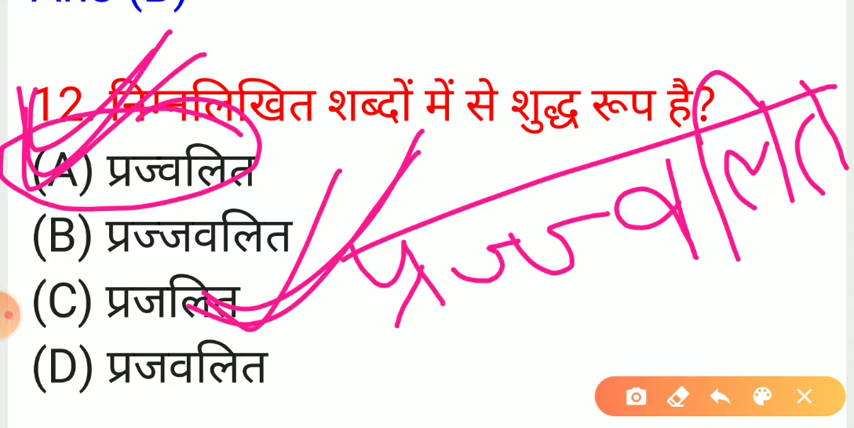 12. निम्नलिखित शब्दों में से शुद्ध रूप है?
(A) प्रज्वलित
(B) प्रज्जवलित
(C) प्रजलित
(D) प्रजवलित
प्रज्ज्वलित